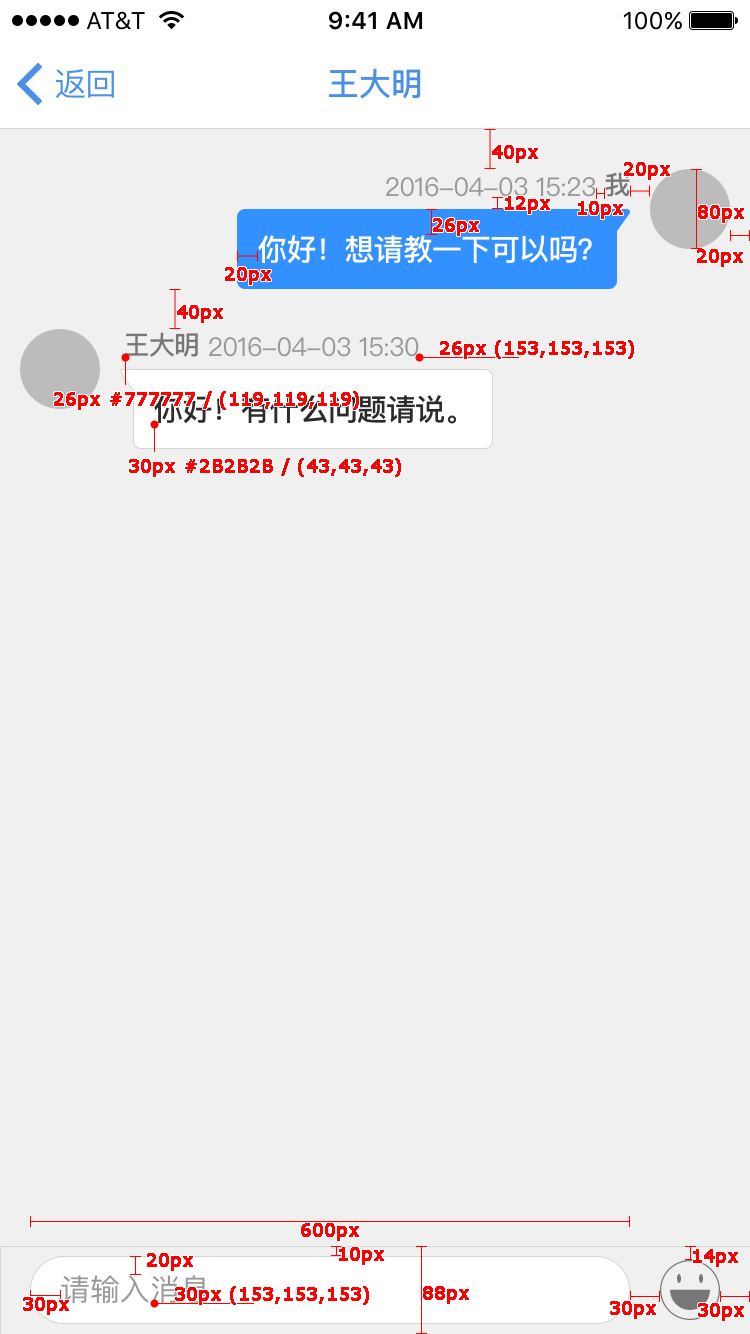 AT&T 9:41 AM 100%
返回 王大明
40px
20px
2016-04-03 15:23 我
12px 10px 80px
26px
你好！想请教一下可以吗?
20px 20px
40px
王大明 2016-04-03 15:30 26px (153,153,153)
26px #777777 / (119,119,119)
你好！有什么问题请说。
30px #2B2B2B / (43,43,43)
600px
20px 10px 14px
请输入消息
30px 30px (153,153,153) 88px 30px 30px